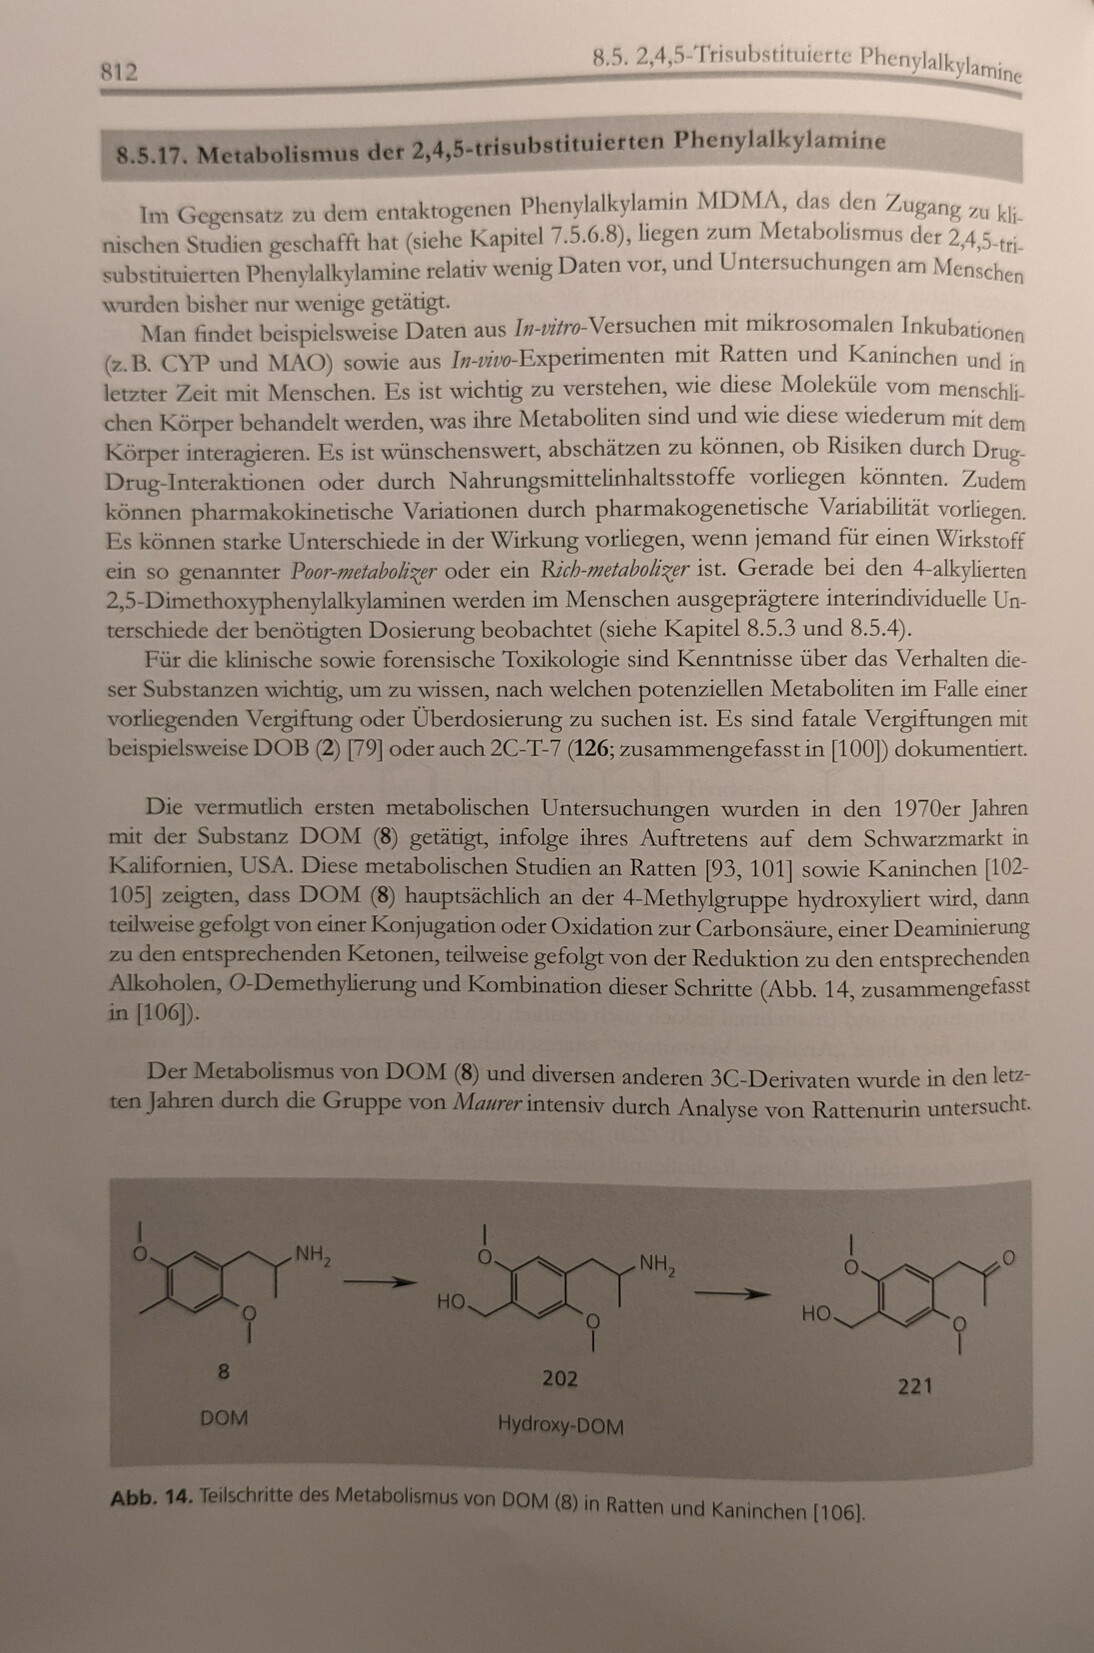 812
8.5. 2,4,5-Trisubstituierte Phenylalkylamine
8.5.17. Metabolismus der 2,4,5-trisubstituierten Phenylalkylamine
Im Gegensatz zu dem entaktogenen Phenylalkylamin MDMA, das den Zugang zu kli-
nischen Studien geschafft hat (siehe Kapitel 7.5.6.8), liegen zum Metabolismus der 2,4,5-tri-
substituierten Phenylalkylamine relativ wenig Daten vor, und Untersuchungen am Menschen
wurden bisher nur wenige getätigt.
Man findet beispielsweise Daten aus In-vitro-Versuchen mit mikrosomalen Inkubationen
(z. B. CYP und MAO) sowie aus In-vivo-Experimenten mit Ratten und Kaninchen und in
letzter Zeit mit Menschen. Es ist wichtig zu verstehen, wie diese Moleküle vom menschli-
chen Körper behandelt werden, was ihre Metaboliten sind und wie diese wiederum mit dem
Körper interagieren. Es ist wünschenswert, abschätzen zu können, ob Risiken durch Drug-
Drug-Interaktionen oder durch Nahrungsmittelinhaltsstoffe vorliegen könnten. Zudem
können pharmakokinetische Variationen durch pharmakogenetische Variabilität vorliegen.
Es können starke Unterschiede in der Wirkung vorliegen, wenn jemand für einen Wirkstoff
ein so genannter Poor-metabolizer oder ein Rich-metabolizer ist. Gerade bei den 4-alkylierten
2,5-Dimethoxyphenylalkylaminen werden im Menschen ausgeprägtere interindividuelle Un-
terschiede der benötigten Dosierung beobachtet (siehe Kapitel 8.5.3 und 8.5.4).
Für die klinische sowie forensische Toxikologie sind Kenntnisse über das Verhalten die-
ser Substanzen wichtig, um zu wissen, nach welchen potenziellen Metaboliten im Falle einer
vorliegenden Vergiftung oder Überdosierung zu suchen ist. Es sind fatale Vergiftungen mit
beispielsweise DOB (2) [79] oder auch 2C-T-7 (126; zusammengefasst in [100]) dokumentiert.
Die vermutlich ersten metabolischen Untersuchungen wurden in den 1970er Jahren
mit der Substanz DOM (8) getätigt, infolge ihres Auftretens auf dem Schwarzmarkt in
Kalifornien, USA. Diese metabolischen Studien an Ratten [93, 101] sowie Kaninchen [102-
105] zeigten, dass DOM (8) hauptsächlich an der 4-Methylgruppe hydroxyliert wird, dann
teilweise gefolgt von einer Konjugation oder Oxidation zur Carbonsäure, einer Deaminierung
zu den entsprechenden Ketonen, teilweise gefolgt von der Reduktion zu den entsprechenden
Alkoholen, O-Demethylierung und Kombination dieser Schritte (Abb. 14, zusammengefasst
in [106]).
Der Metabolismus von DOM (8) und diversen anderen 3C-Derivaten wurde in den letz-
ten Jahren durch die Gruppe von Maurer intensiv durch Analyse von Rattenurin untersucht.
O NH2 O
8
DOM
O NH2 HO O
202
Hydroxy-DOM
O O HO O
221
Abb. 14. Teilschritte des Metabolismus von DOM (8) in Ratten und Kaninchen [106].